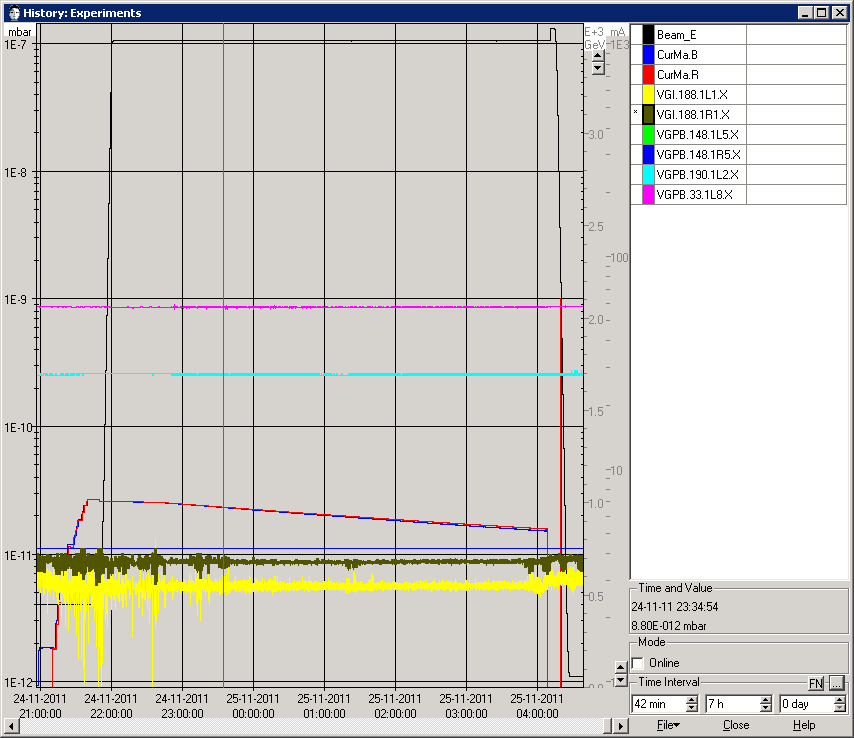 History: Experiments
mbar
E+3
mA
GeV
1E3
1E-7
1E-8
1E-9
1E-10
1E-11
1E-12
3.0
2.5
2.0
1.5
1.0
0.5
100
10
24-11-2011 24-11-2011 24-11-2011 25-11-2011 25-11-2011 25-11-2011 25-11-2011 25-11-2011
21:00:00 22:00:00 23:00:00 00:00:00 01:00:00 02:00:00 03:00:00 04:00:00
Beam_E
CurMa.B
CurMa.R
VGI.188.1L1.X
* VGI.188.1R1.X
VGPB.148.1L5.X
VGPB.148.1R5.X
VGPB.190.1L2.X
VGPB.33.1L8.X
Time and Value
24-11-11 23:34:54
8.80E-012 mbar
Mode
Online
Time Interval FN ...
42 min 7 h 0 day
File Close Help